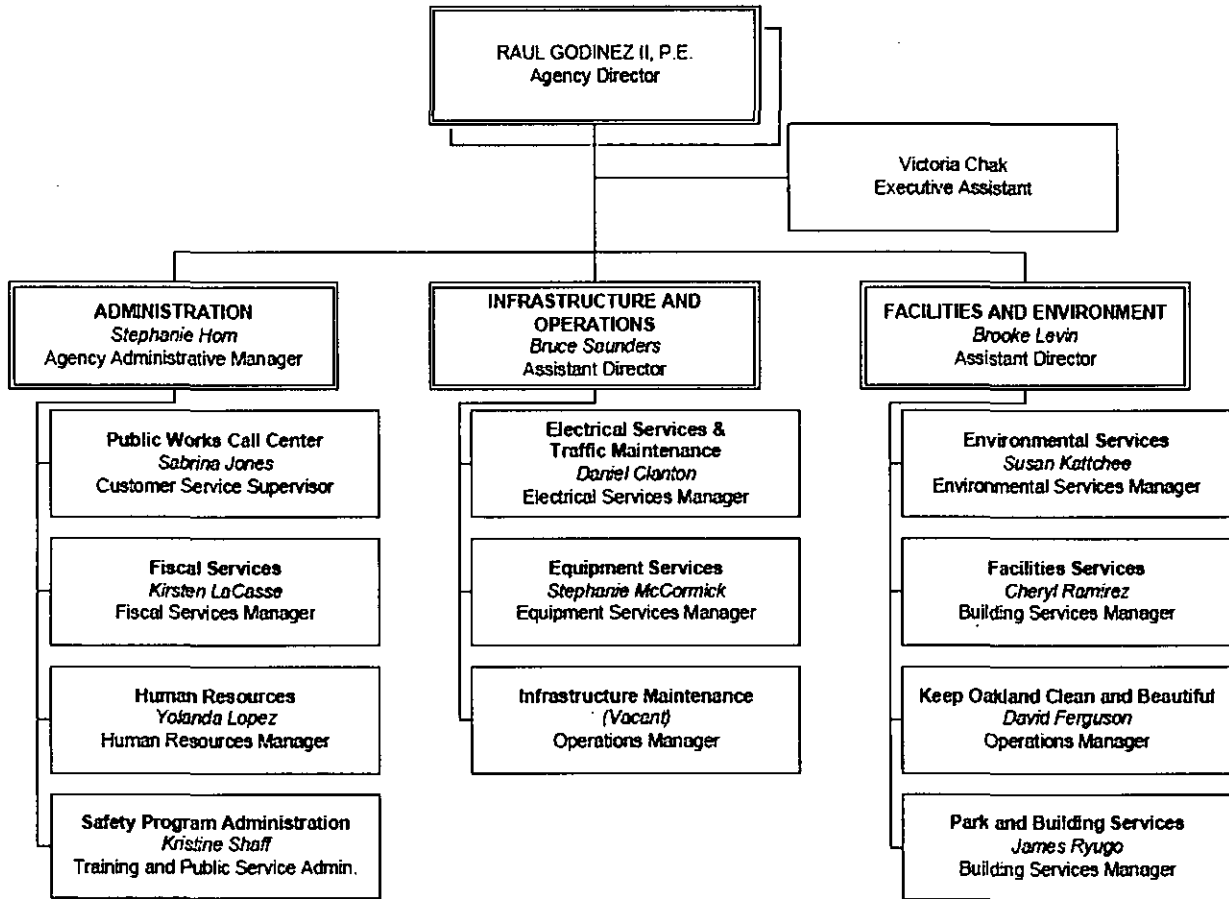 RAUL GODINEZ II, P.E.
Agency Director
Victoria Chak
Executive Assistant
ADMINISTRATION
Stephanie Hom
Agency Administrative Manager
Public Works Call Center
Sabrina Jones
Customer Service Supervisor
Fiscal Services
Kirsten LaCasse
Fiscal Services Manager
Human Resources
Yolanda Lopez
Human Resources Manager
Safety Program Administration
Kristine Shaff
Training and Public Service Admin.
INFRASTRUCTURE AND
OPERATIONS
Bruce Saunders
Assistant Director
Electrical Services &
Traffic Maintenance
Daniel Clanton
Electrical Services Manager
Equipment Services
Stephanie McCormick
Equipment Services Manager
Infrastructure Maintenance
(Vacant)
Operations Manager
FACILITIES AND ENVIRONMENT
Brooke Levin
Assistant Director
Environmental Services
Susan Kattchee
Environmental Services Manager
Facilities Services
Cheryl Ramirez
Building Services Manager
Keep Oakland Clean and Beautiful
David Ferguson
Operations Manager
Park and Building Services
James Ryugo
Building Services Manager